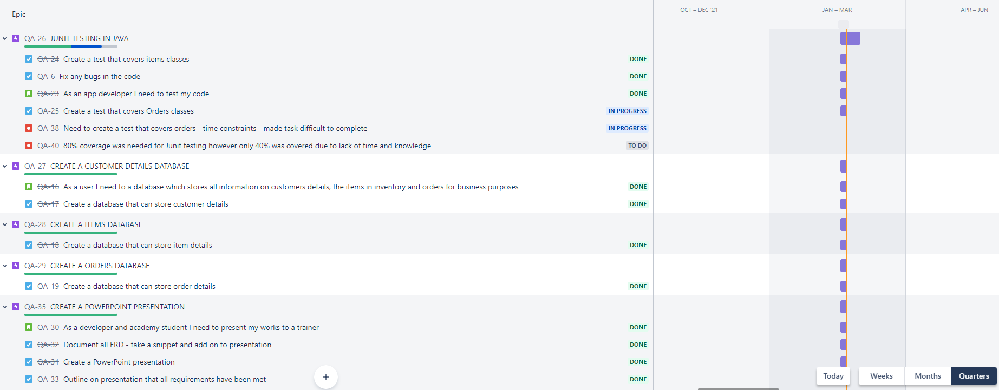 Epic
OCT – DEC '21
JAN – MAR
APR – JUN
QA-26 JUNIT TESTING IN JAVA
QA-24 Create a test that covers items classes DONE
QA-6 Fix any bugs in the code DONE
QA-23 As an app developer I need to test my code DONE
QA-25 Create a test that covers Orders classes IN PROGRESS
QA-38 Need to create a test that covers orders - time constraints - made task difficult to complete IN PROGRESS
QA-40 80% coverage was needed for Junit testing however only 40% was covered due to lack of time and knowledge TO DO
QA-27 CREATE A CUSTOMER DETAILS DATABASE
QA-16 As a user I need to a database which stores all information on customers details, the items in inventory and orders for business purposes DONE
QA-17 Create a database that can store customer details DONE
QA-28 CREATE A ITEMS DATABASE
QA-18 Create a database that can store item details DONE
QA-29 CREATE A ORDERS DATABASE
QA-19 Create a database that can store order details DONE
QA-35 CREATE A POWERPOINT PRESENTATION
QA-30 As a developer and academy student I need to present my works to a trainer DONE
QA-32 Document all ERD - take a snippet and add on to presentation DONE
QA-31 Create a PowerPoint presentation DONE
QA-33 Outline on presentation that all requirements have been met DONE
Today Weeks Months Quarters